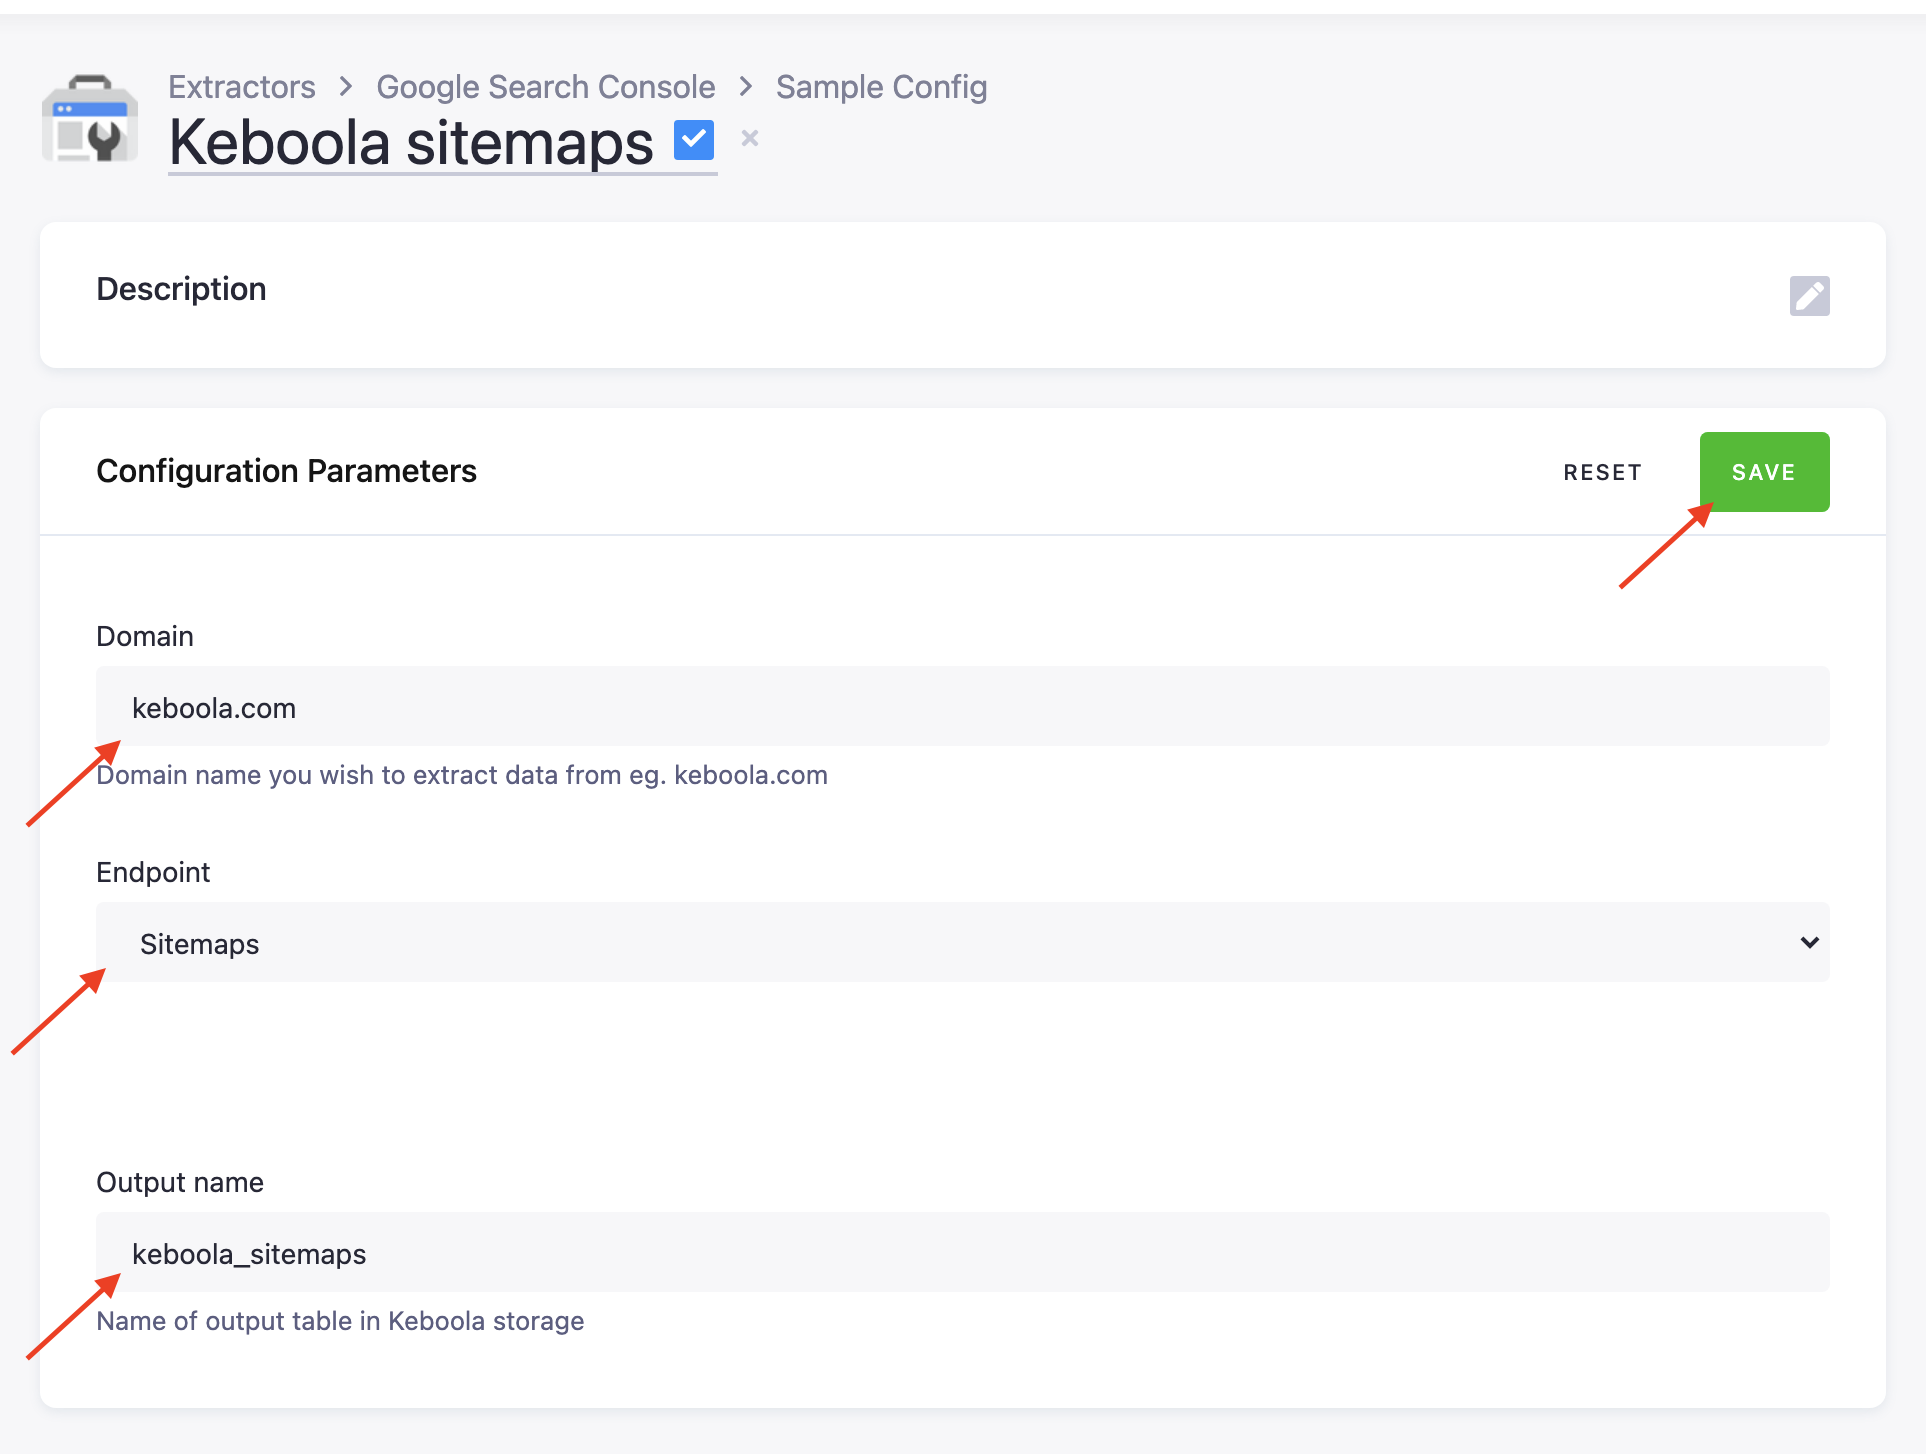 Extractors > Google Search Console > Sample Config
Keboola sitemaps
Description
Configuration Parameters
RESET
SAVE
Domain
keboola.com
Domain name you wish to extract data from eg. keboola.com
Endpoint
Sitemaps
Output name
keboola_sitemaps
Name of output table in Keboola storage